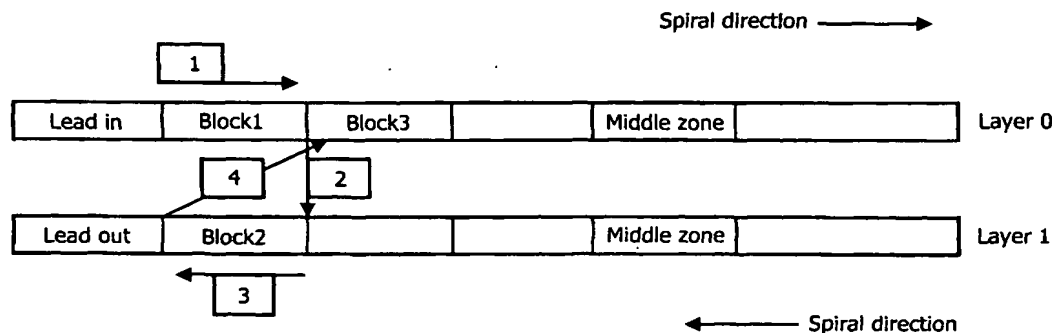 Spiral direction
1
Lead in Block1 Block3 Middle zone Layer 0
4 2
Lead out Block2 Middle zone Layer 1
3
Spiral direction